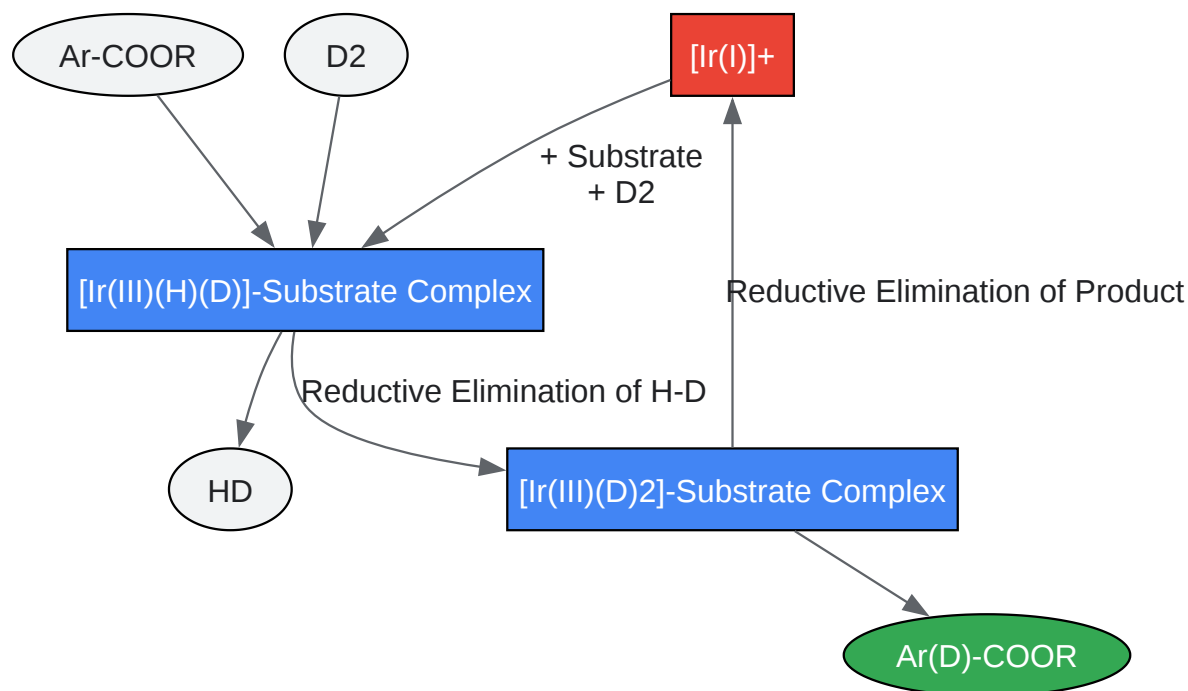 Ar-COOR
D2
[Ir(I)]+
+ Substrate
+ D2
[Ir(III)(H)(D)]-Substrate Complex
Reductive Elimination of Product
Reductive Elimination of H-D
HD
[Ir(III)(D)2]-Substrate Complex
Ar(D)-COOR